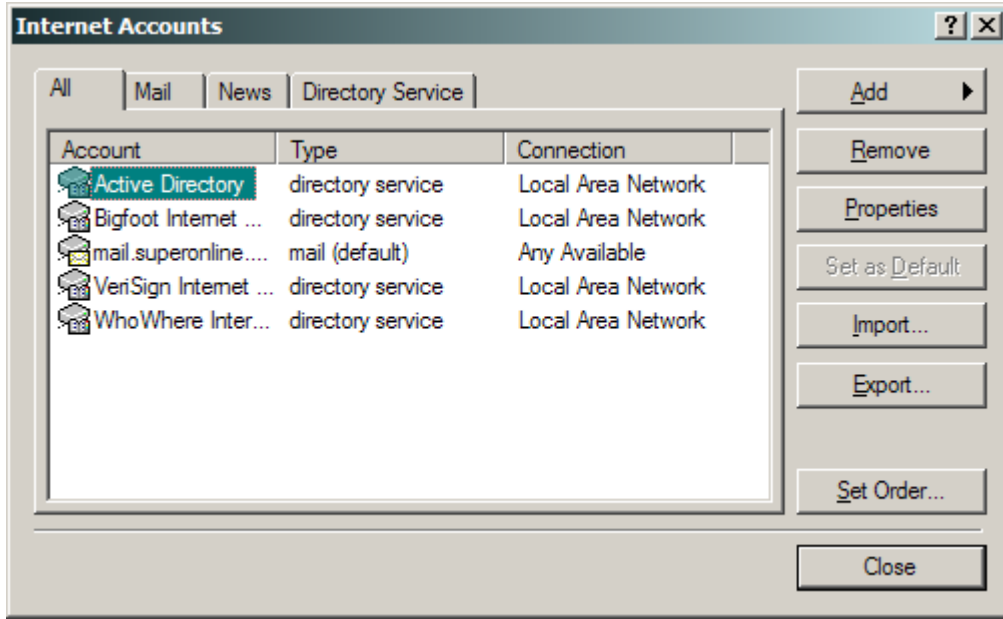 Internet Accounts
All Mail News Directory Service
Account Type Connection
Active Directory directory service Local Area Network
Bigfoot Internet ... directory service Local Area Network
mail.superonline.... mail (default) Any Available
VeriSign Internet ... directory service Local Area Network
WhoWhere Inter... directory service Local Area Network
Add
Remove
Properties
Set as Default
Import...
Export...
Set Order...
Close